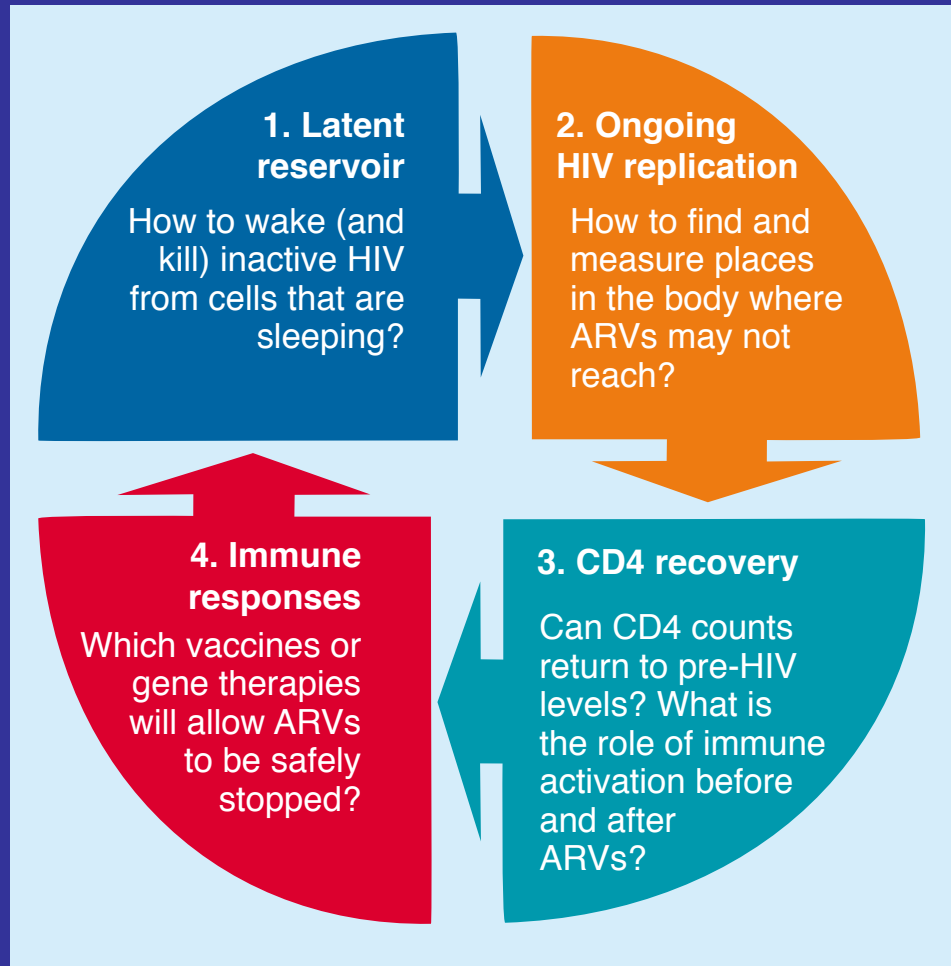 1. Latent
reservoir
How to wake (and
kill) inactive HIV
from cells that are
sleeping?
2. Ongoing
HIV replication
How to find and
measure places
in the body where
ARVs may not
reach?
3. CD4 recovery
Can CD4 counts
return to pre-HIV
levels? What is
the role of immune
activation before
and after
ARVs?
4. Immune
responses
Which vaccines or
gene therapies
will allow ARVs
to be safely
stopped?